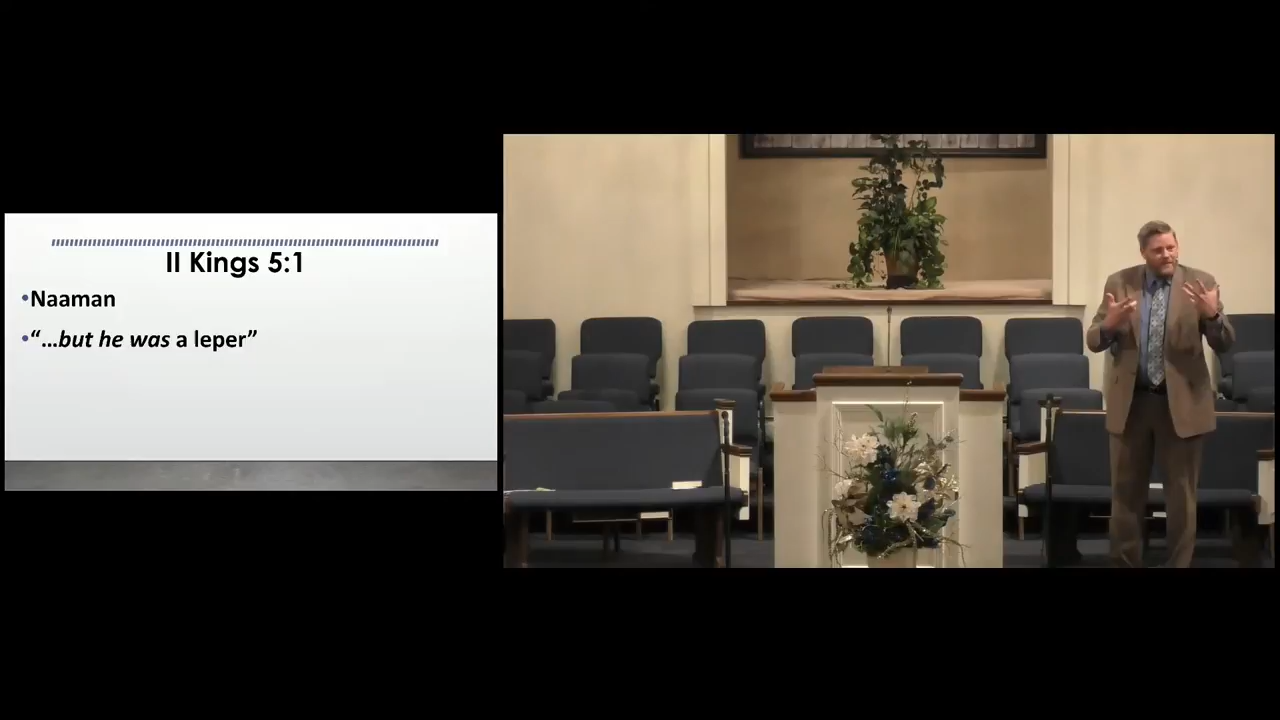 II Kings 5:1
•Naaman
•“…but he was a leper”